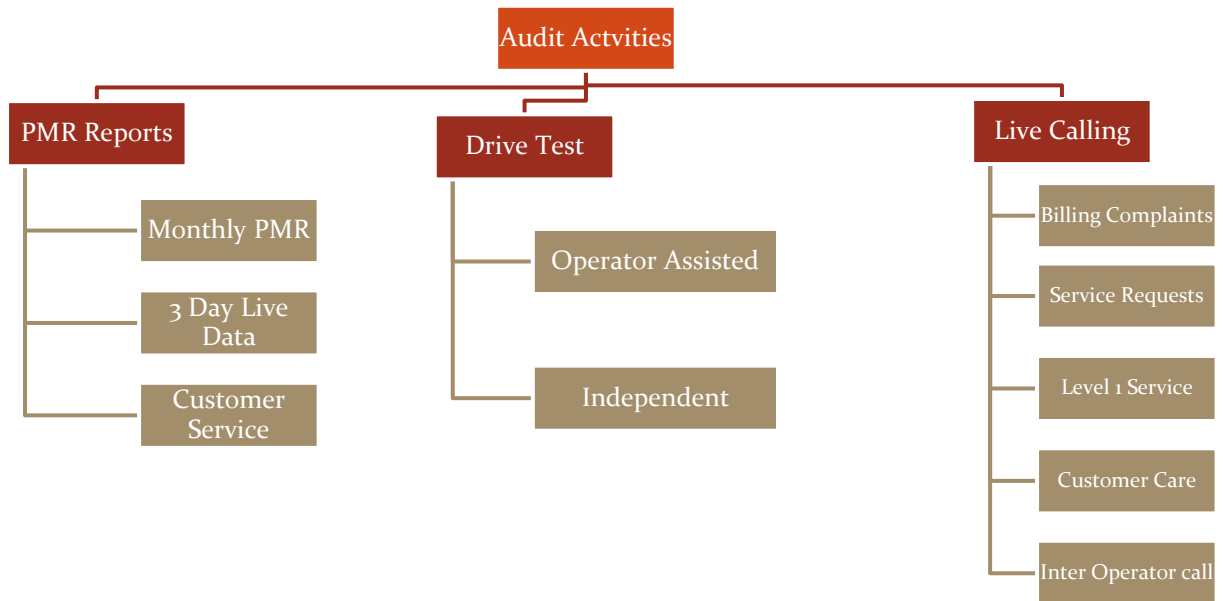 Audit Actvities
PMR Reports
Monthly PMR
3 Day Live
Data
Customer
Service
Drive Test
Operator Assisted
Independent
Live Calling
Billing Complaints
Service Requests
Level 1 Service
Customer Care
Inter Operator call